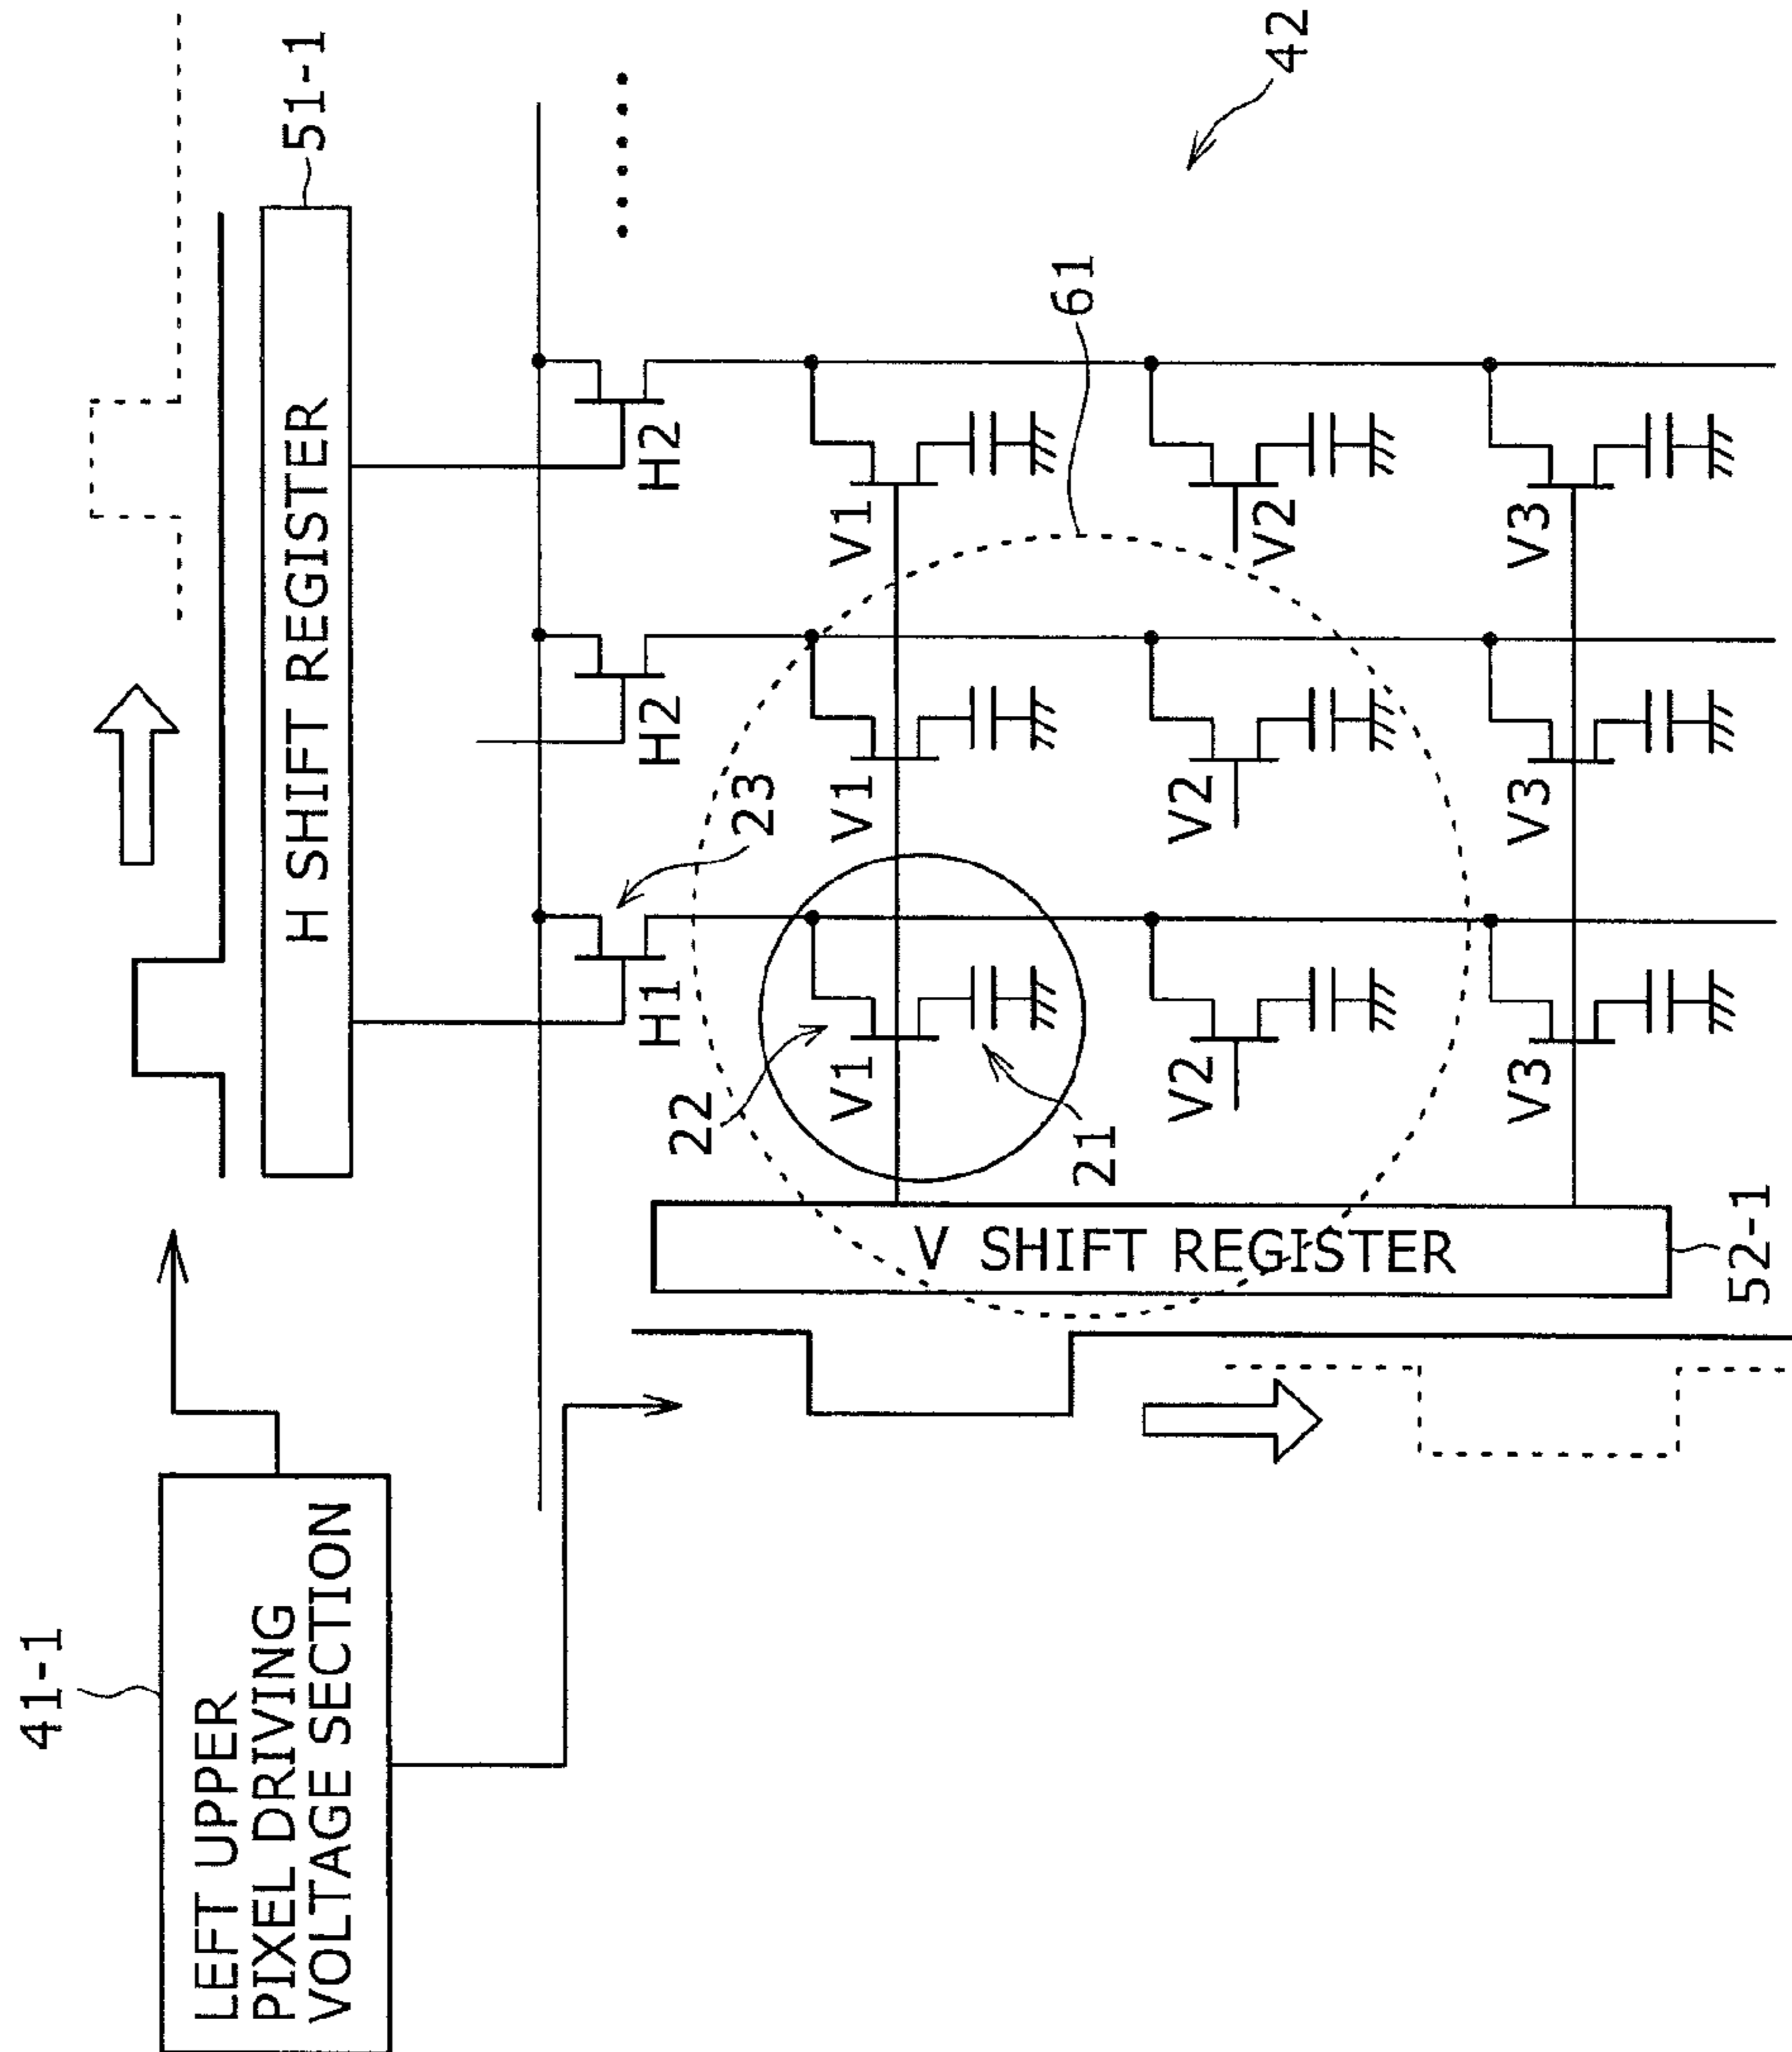 41-1
LEFT UPPER
PIXEL DRIVING
VOLTAGE SECTION
H SHIFT REGISTER
51-1
H1
23
H2
H2
22
V1
V1
V1
61
42
21
V2
V2
V2
V SHIFT REGISTER
V3
V3
V3
52-1